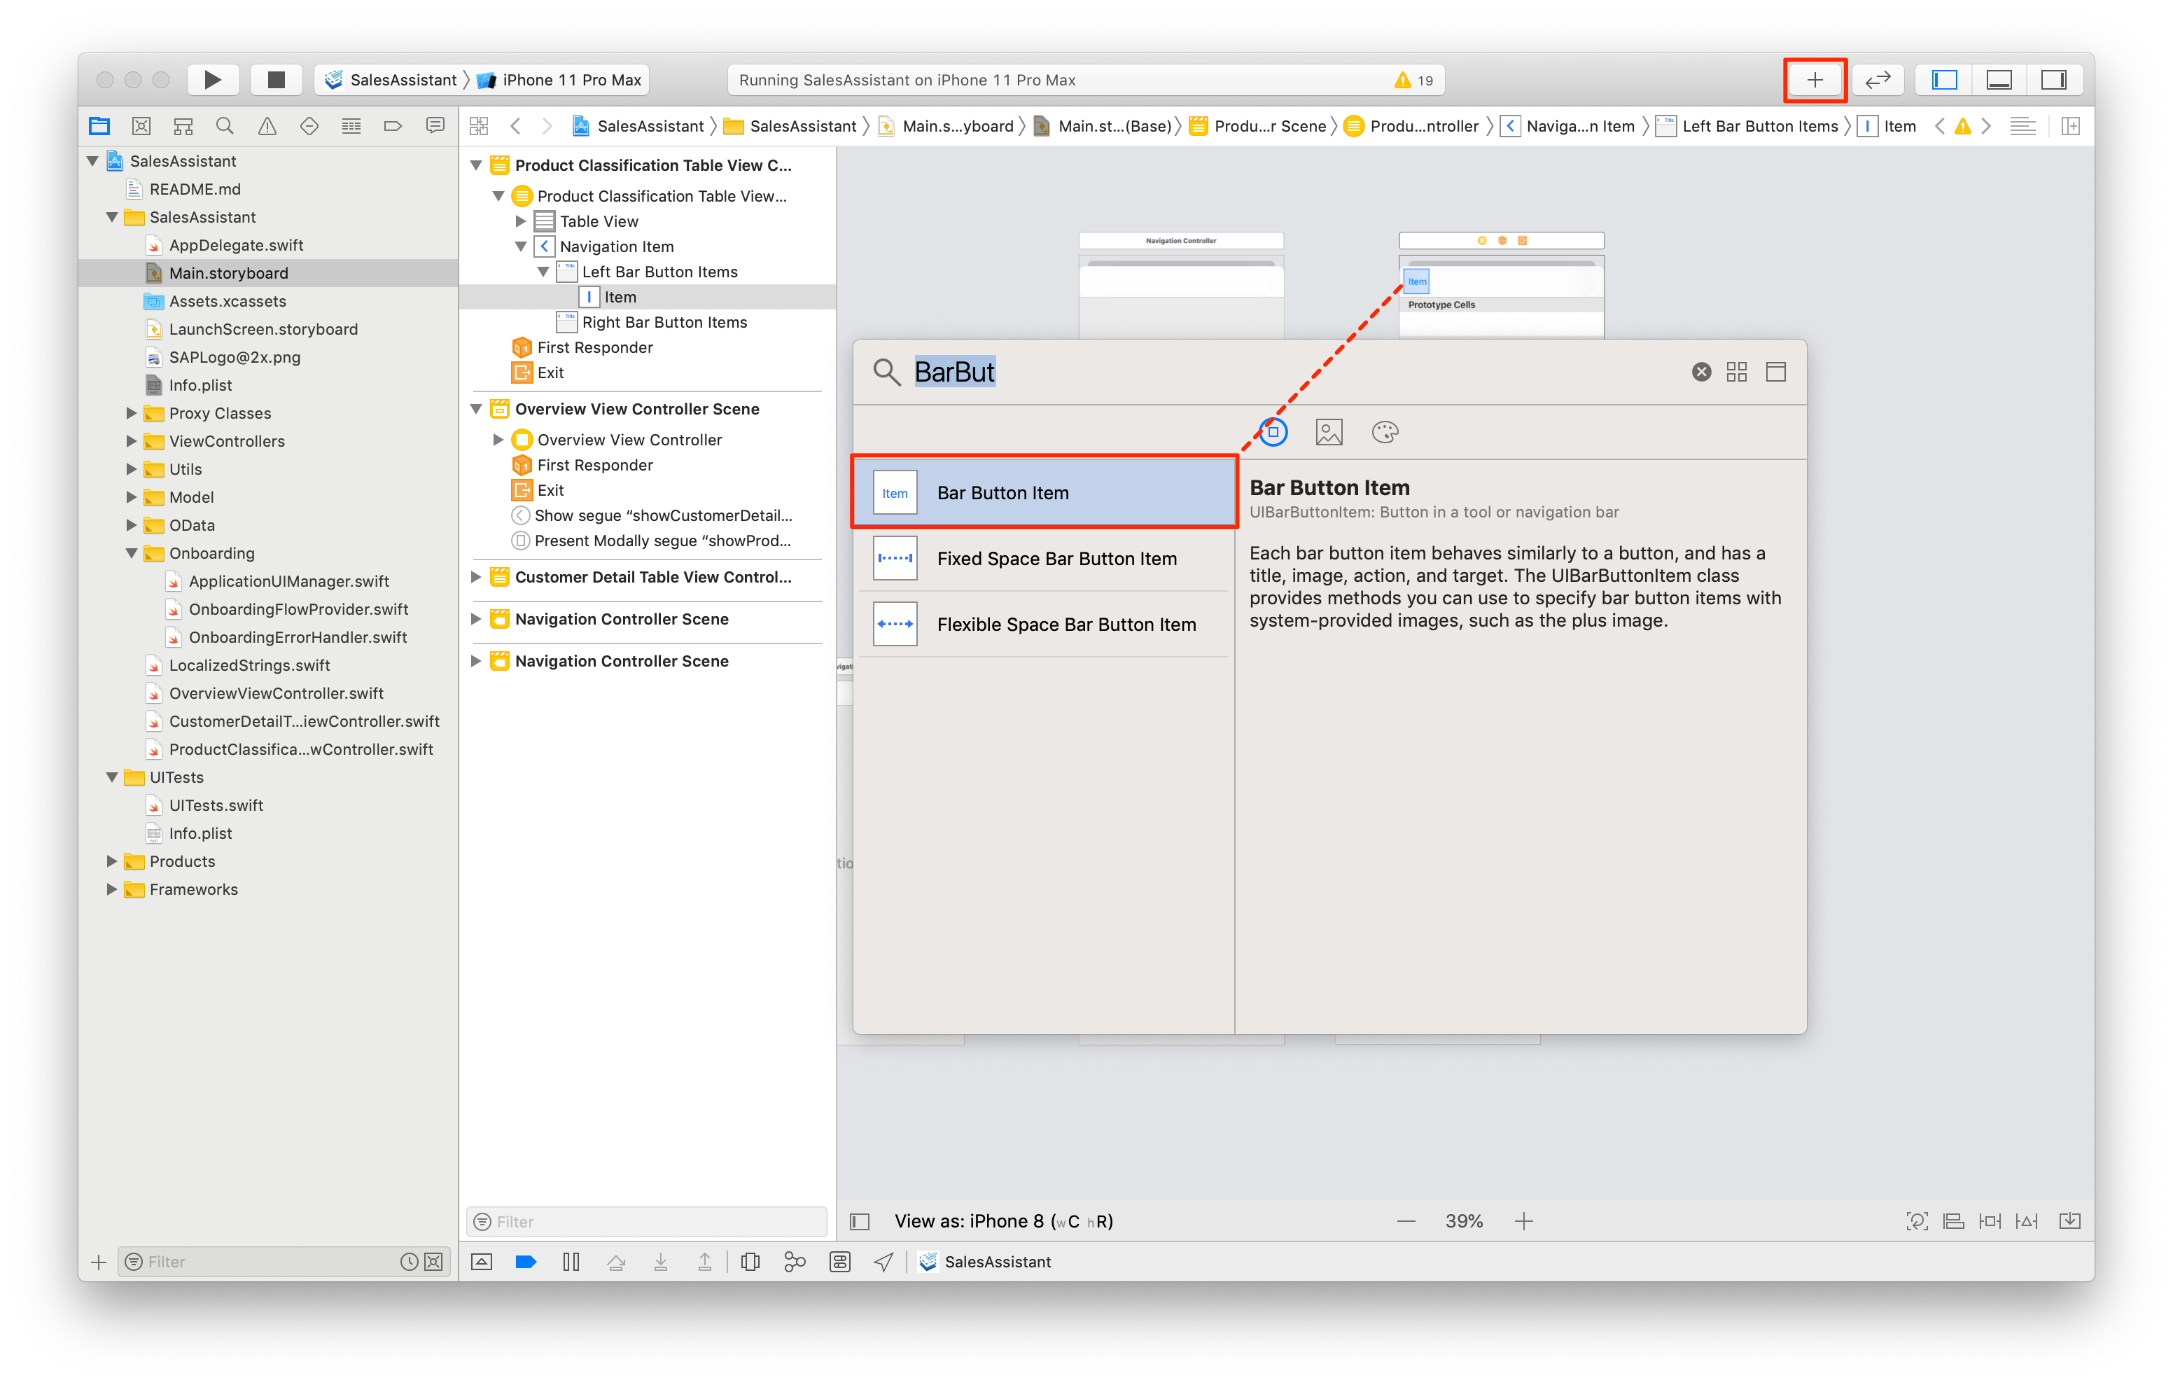 SalesAssistant iPhone 11 Pro Max
Running SalesAssistant on iPhone 11 Pro Max 19
SalesAssistant SalesAssistant Main.s...yboard Main.st...(Base) Produ...r Scene Produ...ntroller Naviga...n Item Left Bar Button Items Item
SalesAssistant
README.md
SalesAssistant
AppDelegate.swift
Main.storyboard
Assets.xcassets
LaunchScreen.storyboard
SAPLogo@2x.png
Info.plist
Proxy Classes
ViewControllers
Utils
Model
OData
Onboarding
ApplicationUIManager.swift
OnboardingFlowProvider.swift
OnboardingErrorHandler.swift
LocalizedStrings.swift
OverviewViewController.swift
CustomerDetailT...iewController.swift
ProductClassifica...wController.swift
UITests
UITests.swift
Info.plist
Products
Frameworks
Filter
Product Classification Table View C...
Product Classification Table View...
Table View
Navigation Item
Left Bar Button Items
Item
Right Bar Button Items
First Responder
Exit
Overview View Controller Scene
Overview View Controller
First Responder
Exit
Show segue “showCustomerDetail...
Present Modally segue “showProd...
Customer Detail Table View Control...
Navigation Controller Scene
Navigation Controller Scene
Filter
Navigation Controller
Item
Prototype Cells
BarBut
Item Bar Button Item
Fixed Space Bar Button Item
Flexible Space Bar Button Item
Bar Button Item
UIBarButtonItem: Button in a tool or navigation bar
Each bar button item behaves similarly to a button, and has a
title, image, action, and target. The UIBarButtonItem class
provides methods you can use to specify bar button items with
system-provided images, such as the plus image.
View as: iPhone 8 (wC hR)
39%
SalesAssistant